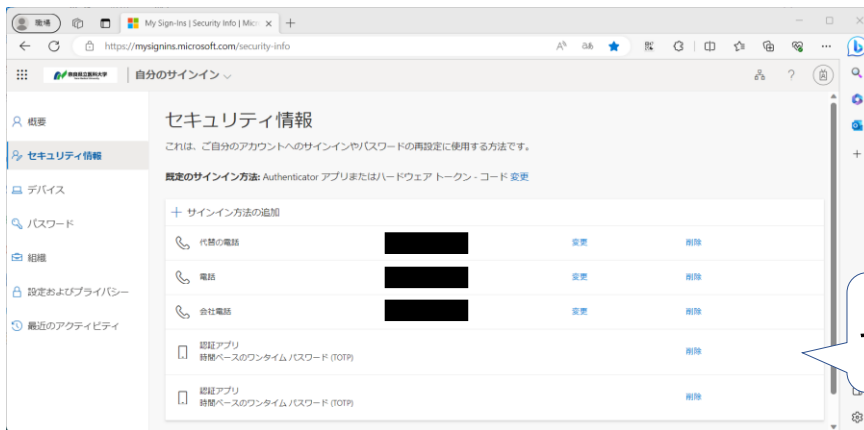 職場
My Sign-Ins | Security Info | Micr
https://mysignins.microsoft.com/security-info
奈良県立医科大学
自分のサインイン
概要
セキュリティ情報
デバイス
パスワード
組織
設定およびプライバシー
最近のアクティビティ
セキュリティ情報
これは、ご自分のアカウントへのサインインやパスワードの再設定に使用する方法です。
既定のサインイン方法: Authenticator アプリまたはハードウェア トークン - コード 変更
+ サインイン方法の追加
代替の電話 変更 削除
電話 変更 削除
会社電話 変更 削除
認証アプリ
時間ベースのワンタイム パスワード (TOTP) 削除
認証アプリ
時間ベースのワンタイム パスワード (TOTP) 削除